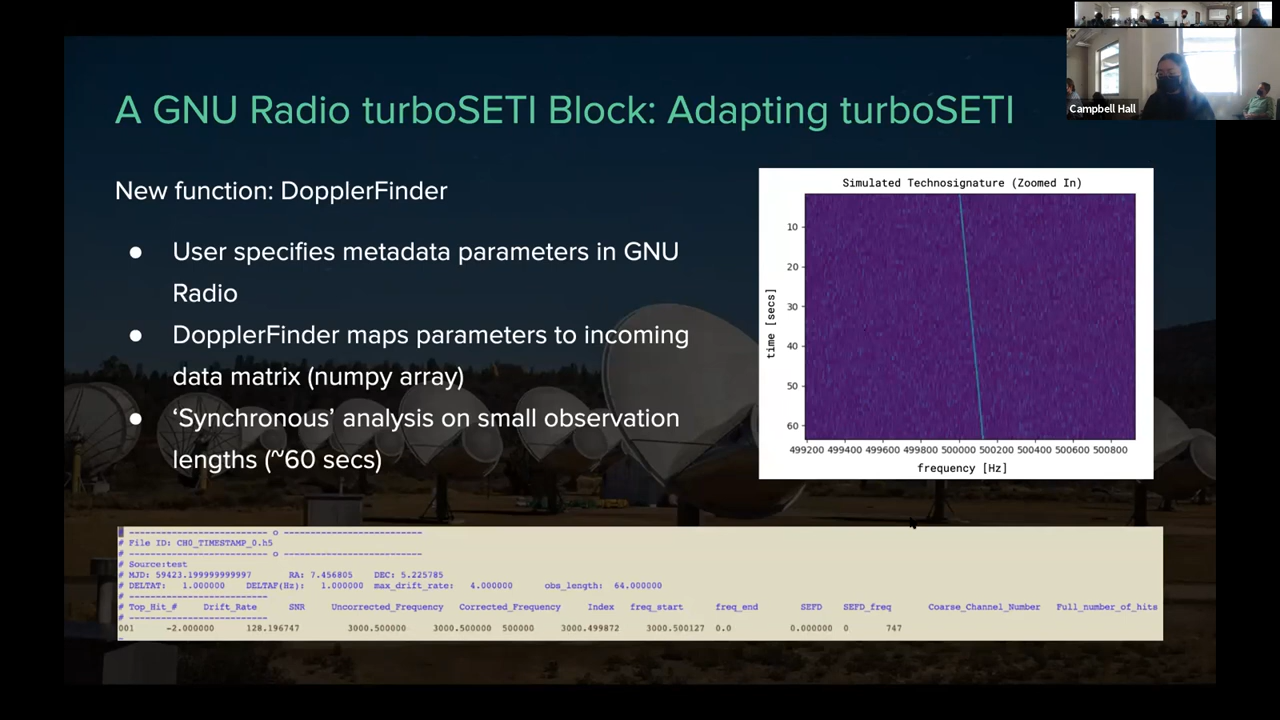 A GNU Radio turboSETI Block: Adapting turboSETI
Campbell Hall
New function: DopplerFinder
● User specifies metadata parameters in GNU
Radio
● DopplerFinder maps parameters to incoming
data matrix (numpy array)
● ‘Synchronous’ analysis on small observation
lengths (~60 secs)
Simulated Technosignature (Zoomed In)
10
20
30
40
50
60
time [secs]
499200 499400 499600 499800 500000 500200 500400 500600 500800
frequency [Hz]
# -------------------------- o --------------------------
# File ID: CH0_TIMESTAMP_0.h5
# -------------------------- o --------------------------
# Source:test
# MJD: 59423.199999999997 RA: 7.456805 DEC: 5.225785
# DELTAT: 1.000000 DELTAF(Hz): 1.000000 max_drift_rate: 4.000000 obs_length: 64.000000
# --------------------------
# Top_Hit_# Drift_Rate SNR Uncorrected_Frequency Corrected_Frequency Index freq_start freq_end SEFD SEFD_freq Coarse_Channel_Number Full_number_of_hits
# --------------------------
001 -2.000000 128.196747 3000.500000 3000.500000 500000 3000.499872 3000.500127 0.0 0.000000 0 747